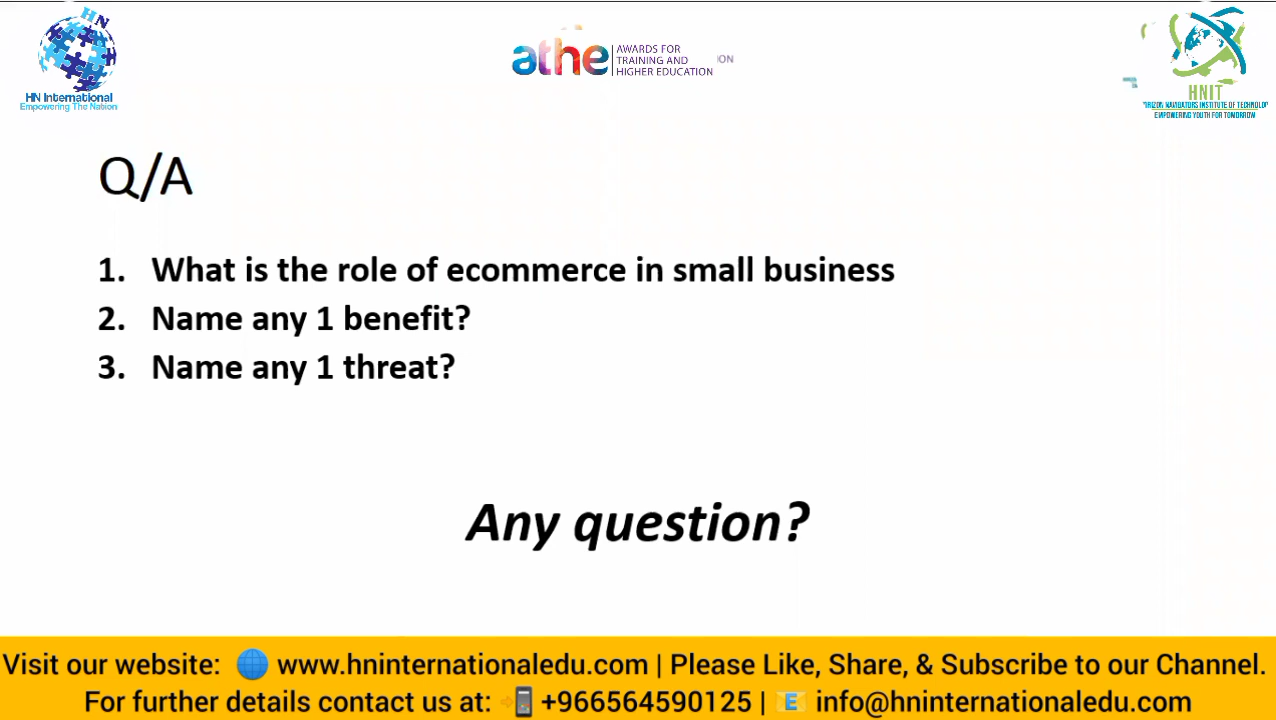 HN
HN International
Empowering The Nation
athe
AWARDS FOR
TRAINING AND
HIGHER EDUCATION
HNIT
INSTITUTE OF
EMPOWERING YOUTH FOR TOMORROW
Q/A
1. What is the role of ecommerce in small business
2. Name any 1 benefit?
3. Name any 1 threat?
Any question?
Visit our website: www.hninternationaledu.com | Please Like, Share, & Subscribe to our Channel.
For further details contact us at: +966564590125 | info@hninternationaledu.com